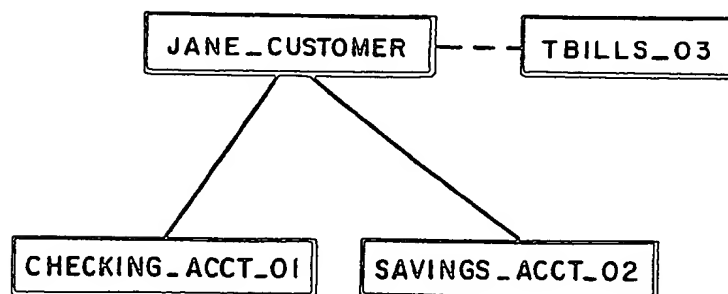 JANE_CUSTOMER
TBILLS_03
CHECKING_ACCT_01
SAVINGS_ACCT_02